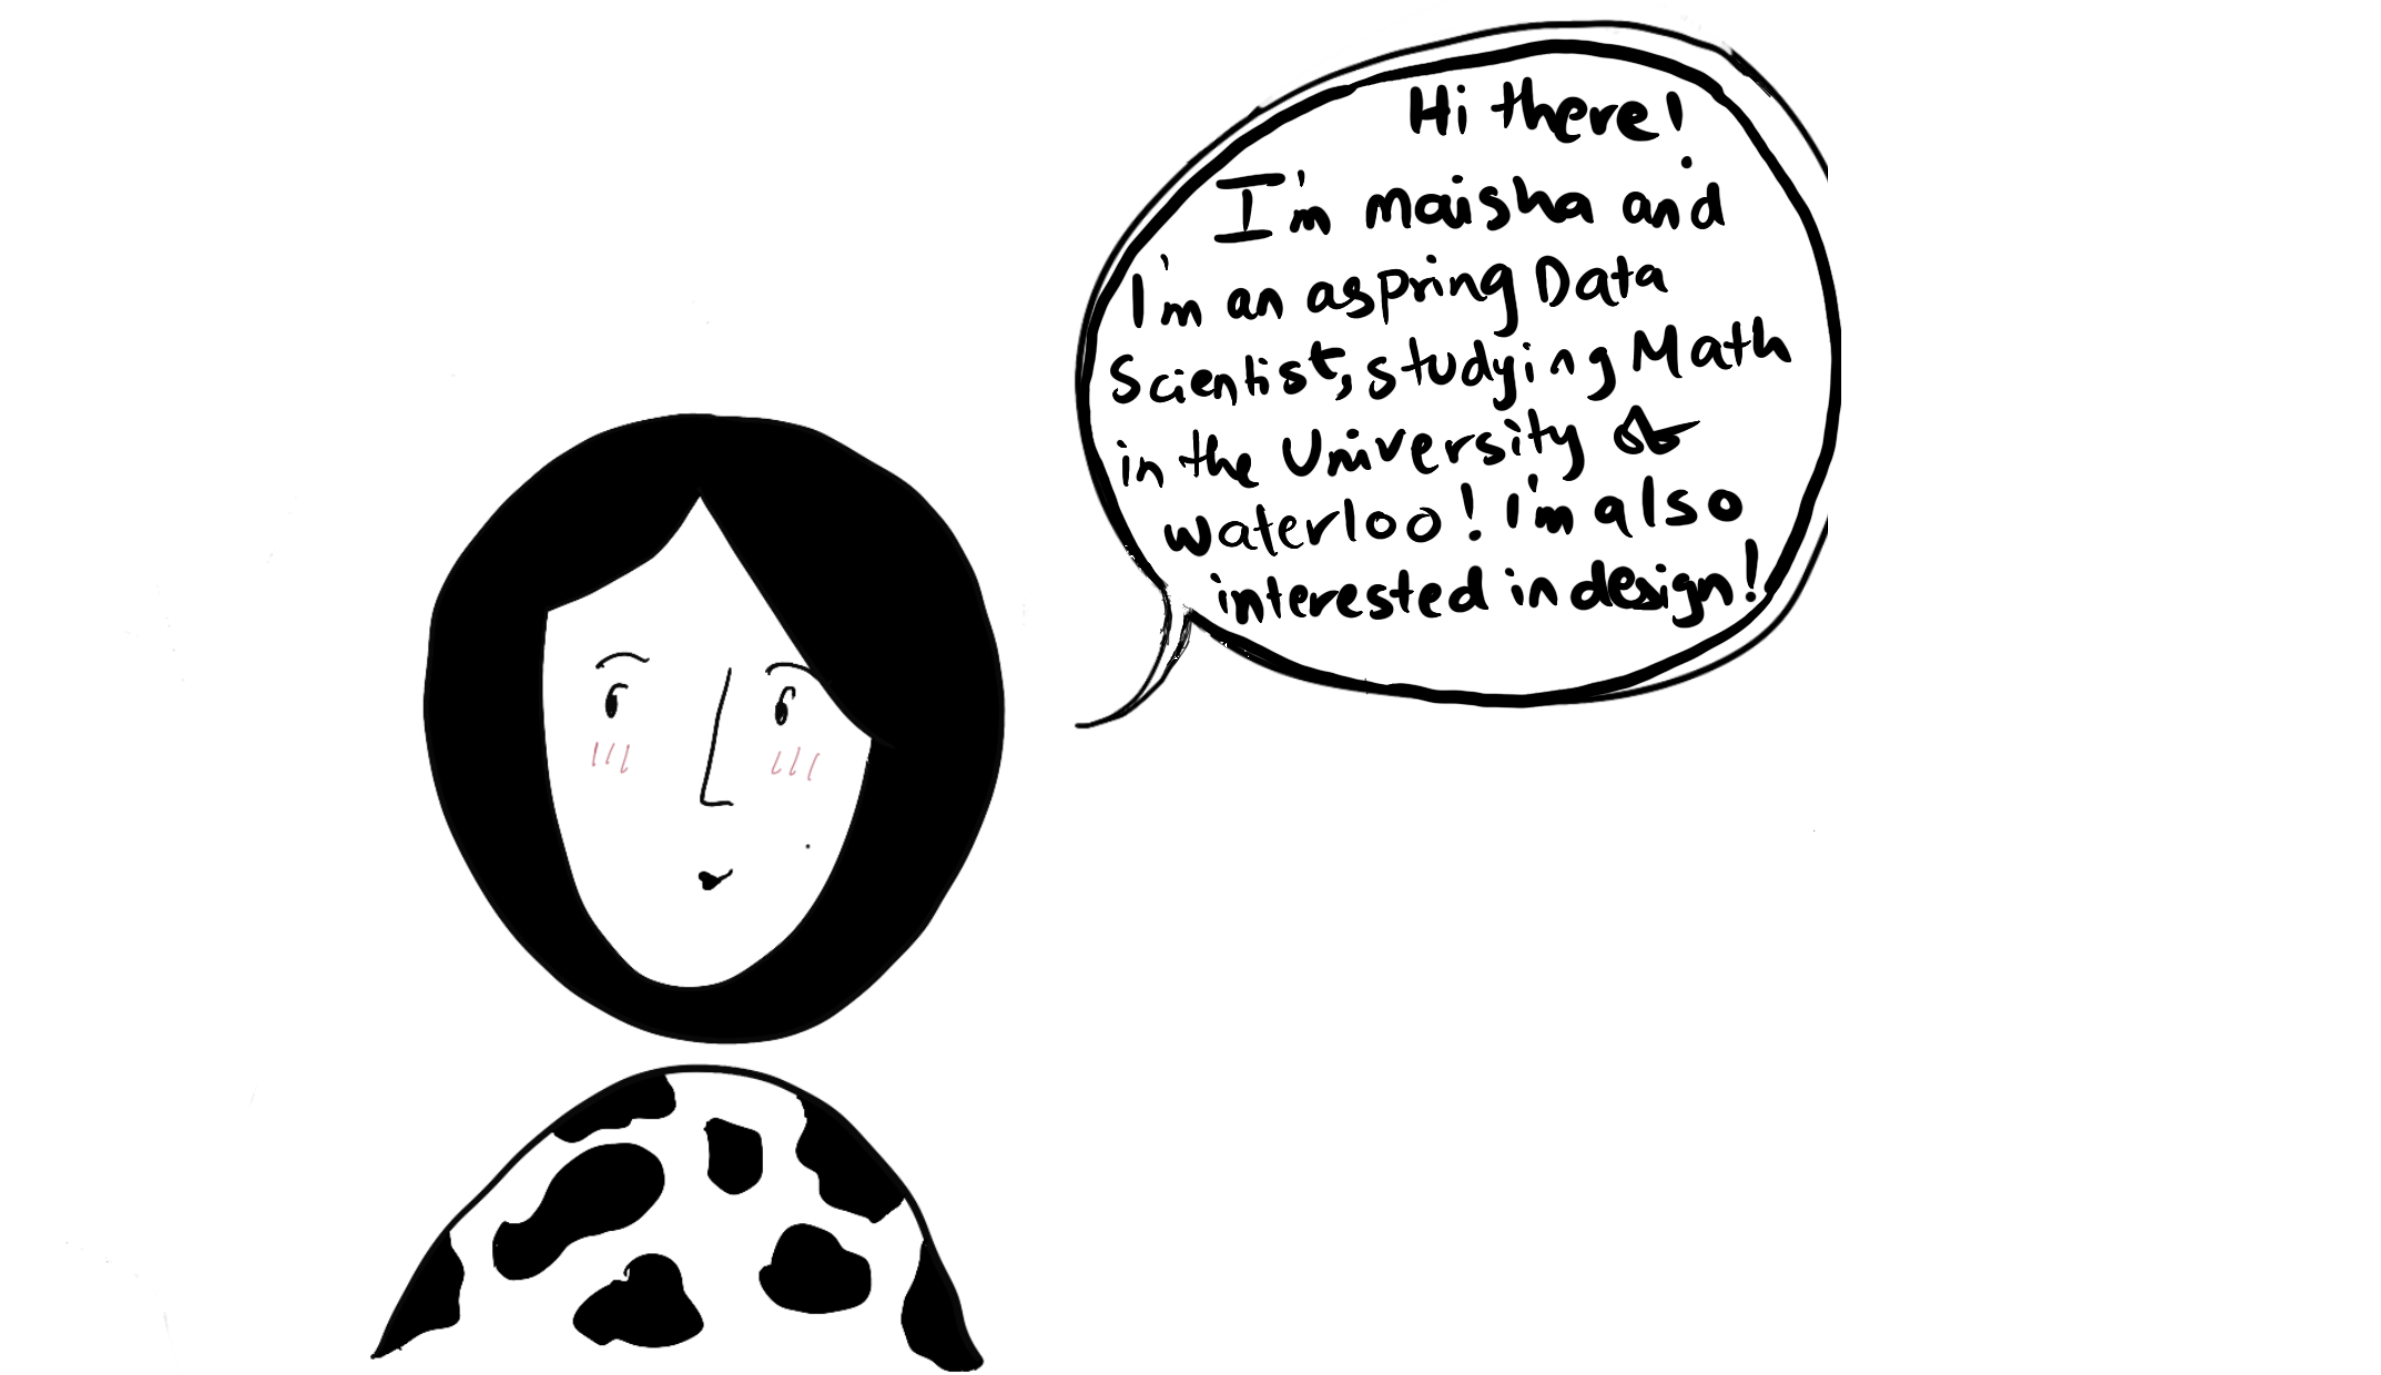 Hi there!
I'm maisha and
I'm an aspring Data
Scientist, studying Math
in the University of
Waterloo! I'm also
interested in design!